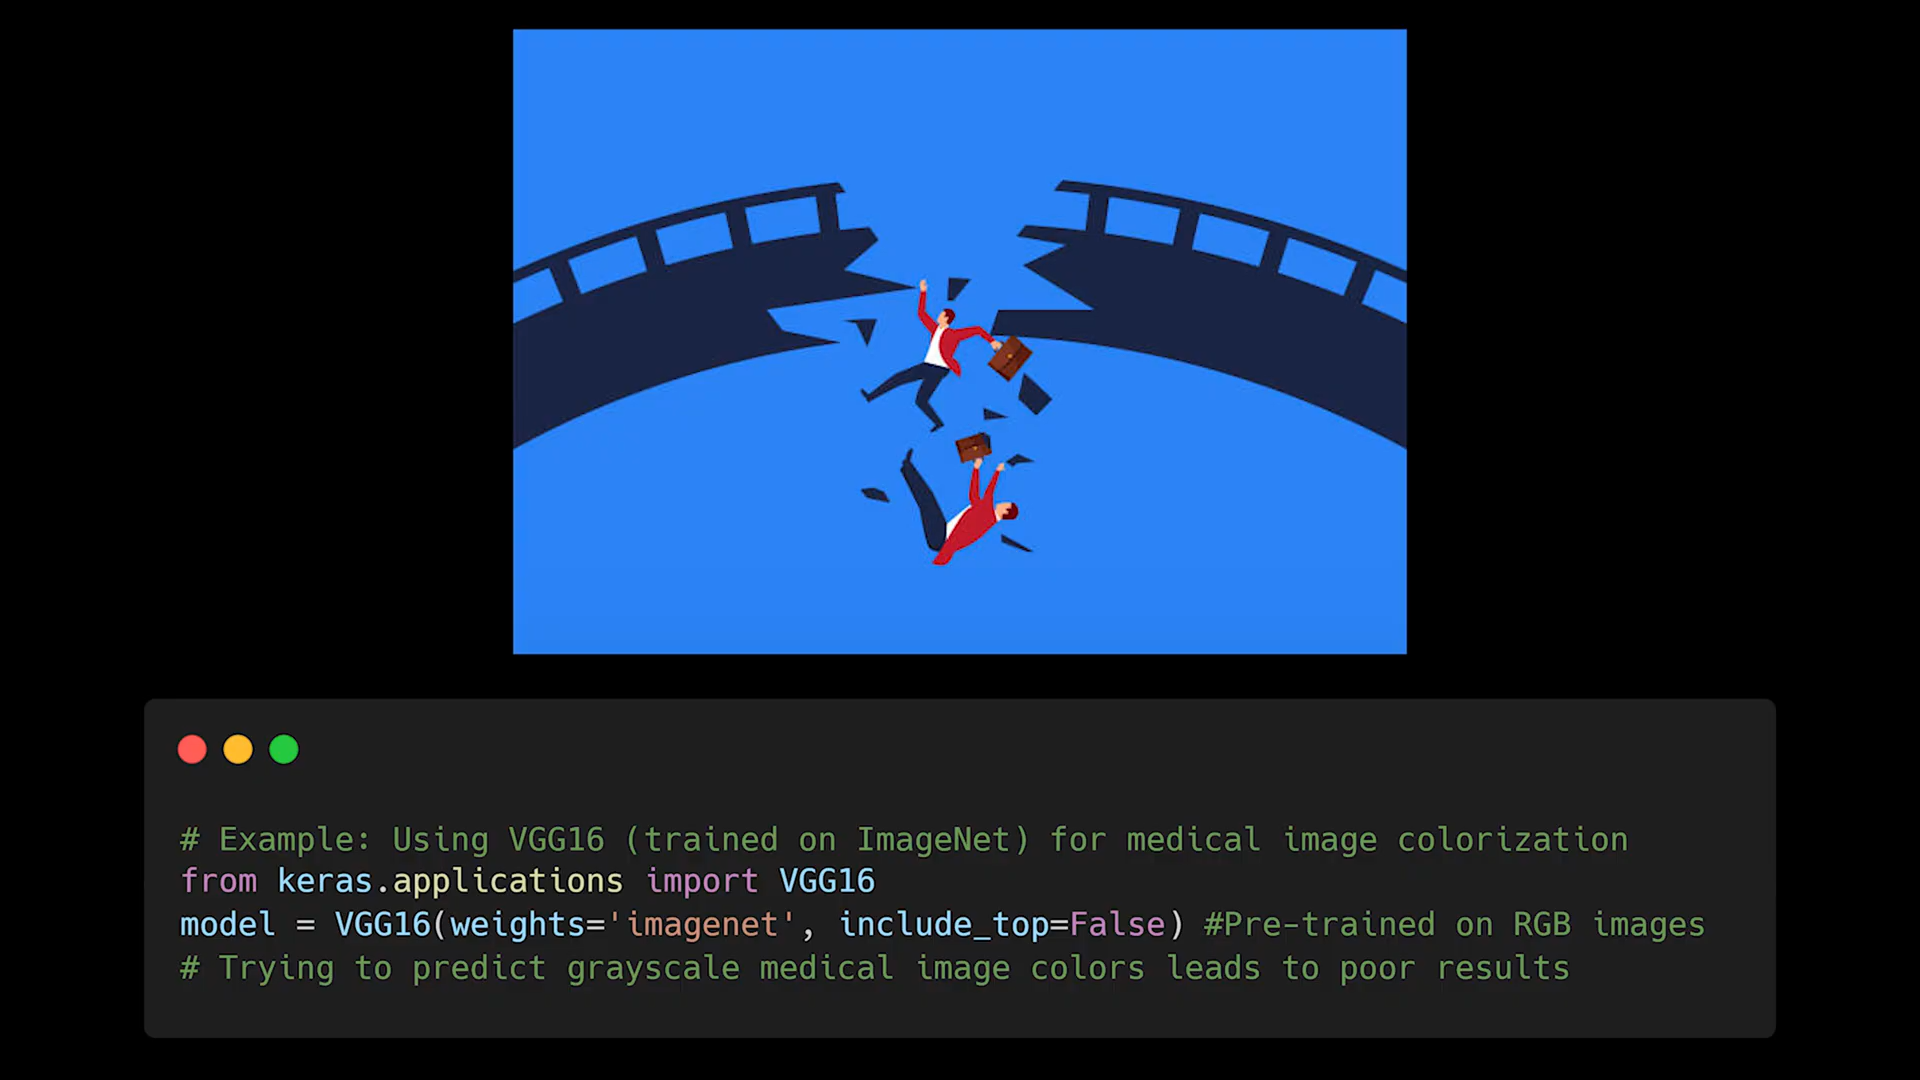 # Example: Using VGG16 (trained on ImageNet) for medical image colorization
from keras.applications import VGG16
model = VGG16(weights='imagenet', include_top=False) #Pre-trained on RGB images
# Trying to predict grayscale medical image colors leads to poor results